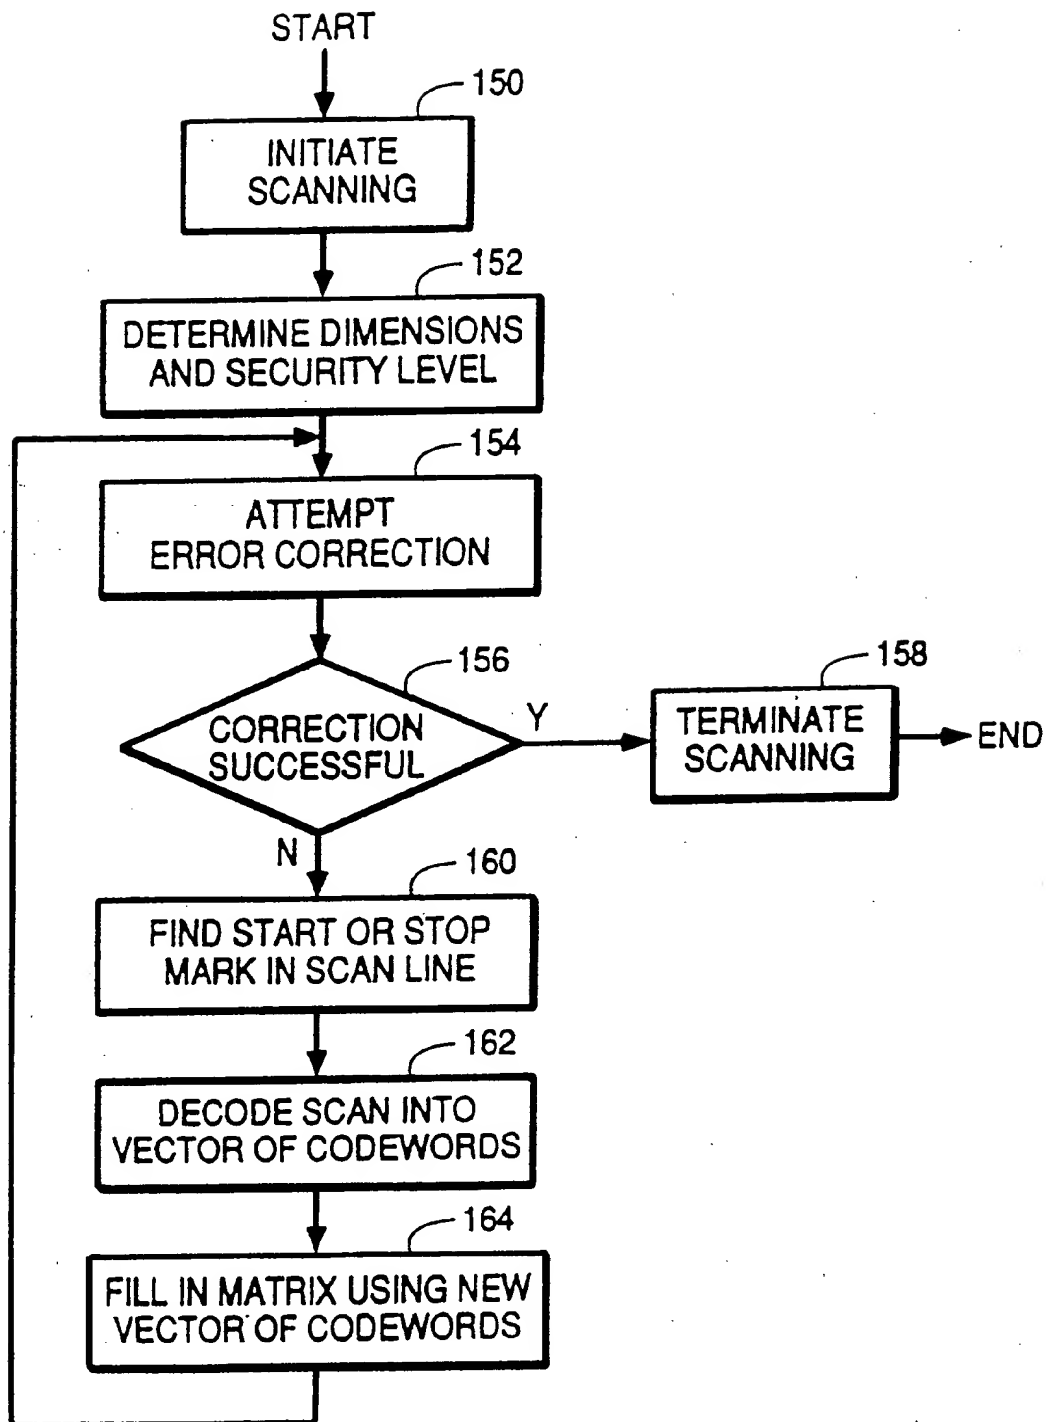 START
150
INITIATE
SCANNING
152
DETERMINE DIMENSIONS
AND SECURITY LEVEL
154
ATTEMPT
ERROR CORRECTION
156
CORRECTION
SUCCESSFUL
Y
158
TERMINATE
SCANNING
END
N
160
FIND START OR STOP
MARK IN SCAN LINE
162
DECODE SCAN INTO
VECTOR OF CODEWORDS
164
FILL IN MATRIX USING NEW
VECTOR OF CODEWORDS